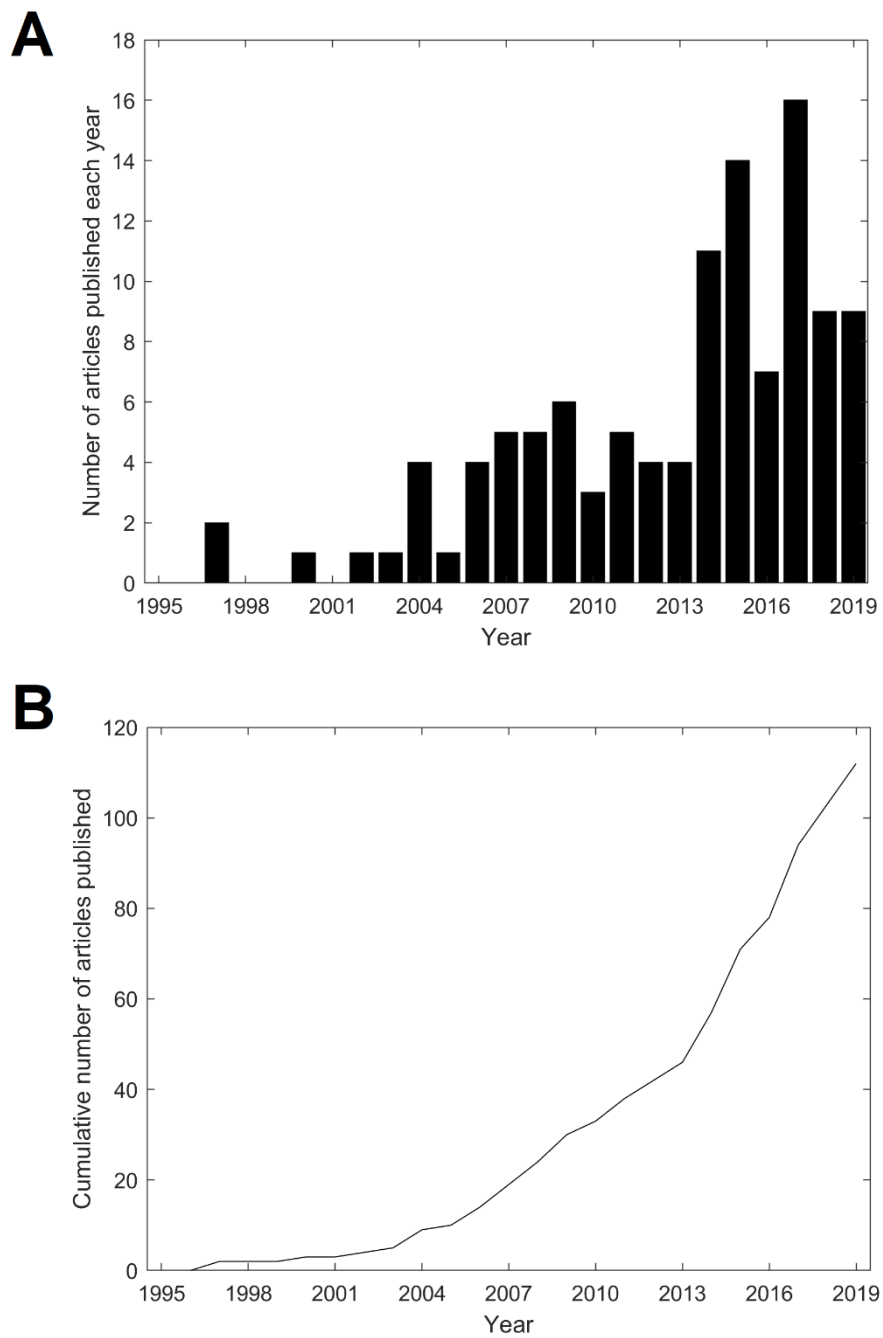 A
Number of articles published each year
18
16
14
12
10
8
6
4
2
0
1995 1998 2001 2004 2007 2010 2013 2016 2019
Year
B
Cumulative number of articles published
120
100
80
60
40
20
0
1995 1998 2001 2004 2007 2010 2013 2016 2019
Year